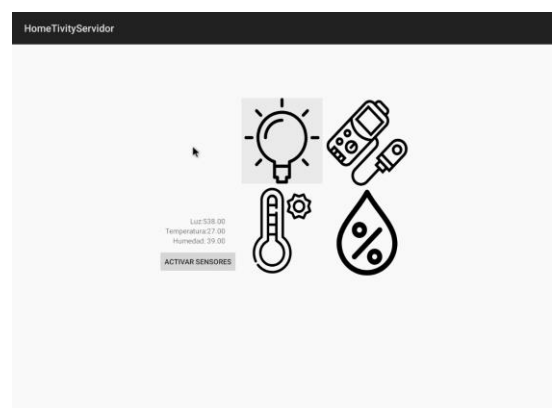 HomeTivityServidor
Luz:538.00
Temperatura:27.00
Humedad: 39.00
ACTIVAR SENSORES
%